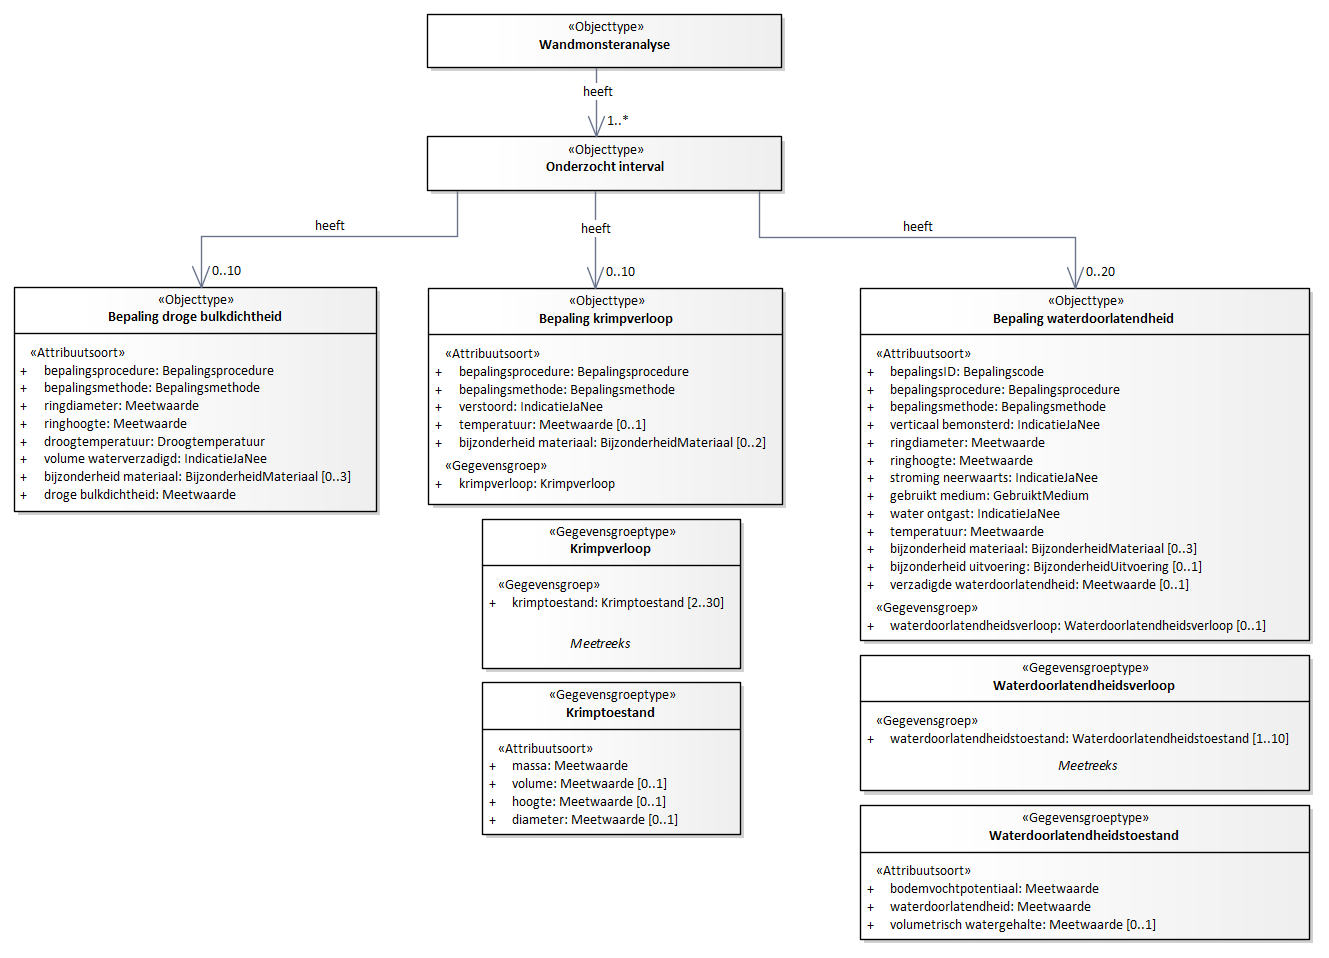 «Objecttype»
Wandmonsteranalyse
heeft
1..*
«Objecttype»
Onderzocht interval
heeft
heeft
heeft
0..10
0..10
0..20
«Objecttype»
Bepaling droge bulkdichtheid
«Attribuutsoort»
+ bepalingsprocedure: Bepalingsprocedure
+ bepalingsmethode: Bepalingsmethode
+ ringdiameter: Meetwaarde
+ ringhoogte: Meetwaarde
+ droogtemperatuur: Droogtemperatuur
+ volume waterverzadigd: IndicatieJaNee
+ bijzonderheid materiaal: BijzonderheidMateriaal [0..3]
+ droge bulkdichtheid: Meetwaarde
«Objecttype»
Bepaling krimpverloop
«Attribuutsoort»
+ bepalingsprocedure: Bepalingsprocedure
+ bepalingsmethode: Bepalingsmethode
+ verstoord: IndicatieJaNee
+ temperatuur: Meetwaarde [0..1]
+ bijzonderheid materiaal: BijzonderheidMateriaal [0..2]
«Gegevensgroep»
+ krimpverloop: Krimpverloop
«Gegevensgroeptype»
Krimpverloop
«Gegevensgroep»
+ krimptoestand: Krimptoestand [2..30]
Meetreeks
«Gegevensgroeptype»
Krimptoestand
«Attribuutsoort»
+ massa: Meetwaarde
+ volume: Meetwaarde [0..1]
+ hoogte: Meetwaarde [0..1]
+ diameter: Meetwaarde [0..1]
«Objecttype»
Bepaling waterdoorlatendheid
«Attribuutsoort»
+ bepalingsID: Bepalingscode
+ bepalingsprocedure: Bepalingsprocedure
+ bepalingsmethode: Bepalingsmethode
+ verticaal bemonsterd: IndicatieJaNee
+ ringdiameter: Meetwaarde
+ ringhoogte: Meetwaarde
+ stroming neerwaarts: IndicatieJaNee
+ gebruikt medium: GebruiktMedium
+ water ontgast: IndicatieJaNee
+ temperatuur: Meetwaarde
+ bijzonderheid materiaal: BijzonderheidMateriaal [0..3]
+ bijzonderheid uitvoering: BijzonderheidUitvoering [0..1]
+ verzadigde waterdoorlatendheid: Meetwaarde [0..1]
«Gegevensgroep»
+ waterdoorlatendheidsverloop: Waterdoorlatendheidsverloop [0..1]
«Gegevensgroeptype»
Waterdoorlatendheidsverloop
«Gegevensgroep»
+ waterdoorlatendheidstoestand: Waterdoorlatendheidstoestand [1..10]
Meetreeks
«Gegevensgroeptype»
Waterdoorlatendheidstoestand
«Attribuutsoort»
+ bodemvochtpotentiaal: Meetwaarde
+ waterdoorlatendheid: Meetwaarde
+ volumetrisch watergehalte: Meetwaarde [0..1]